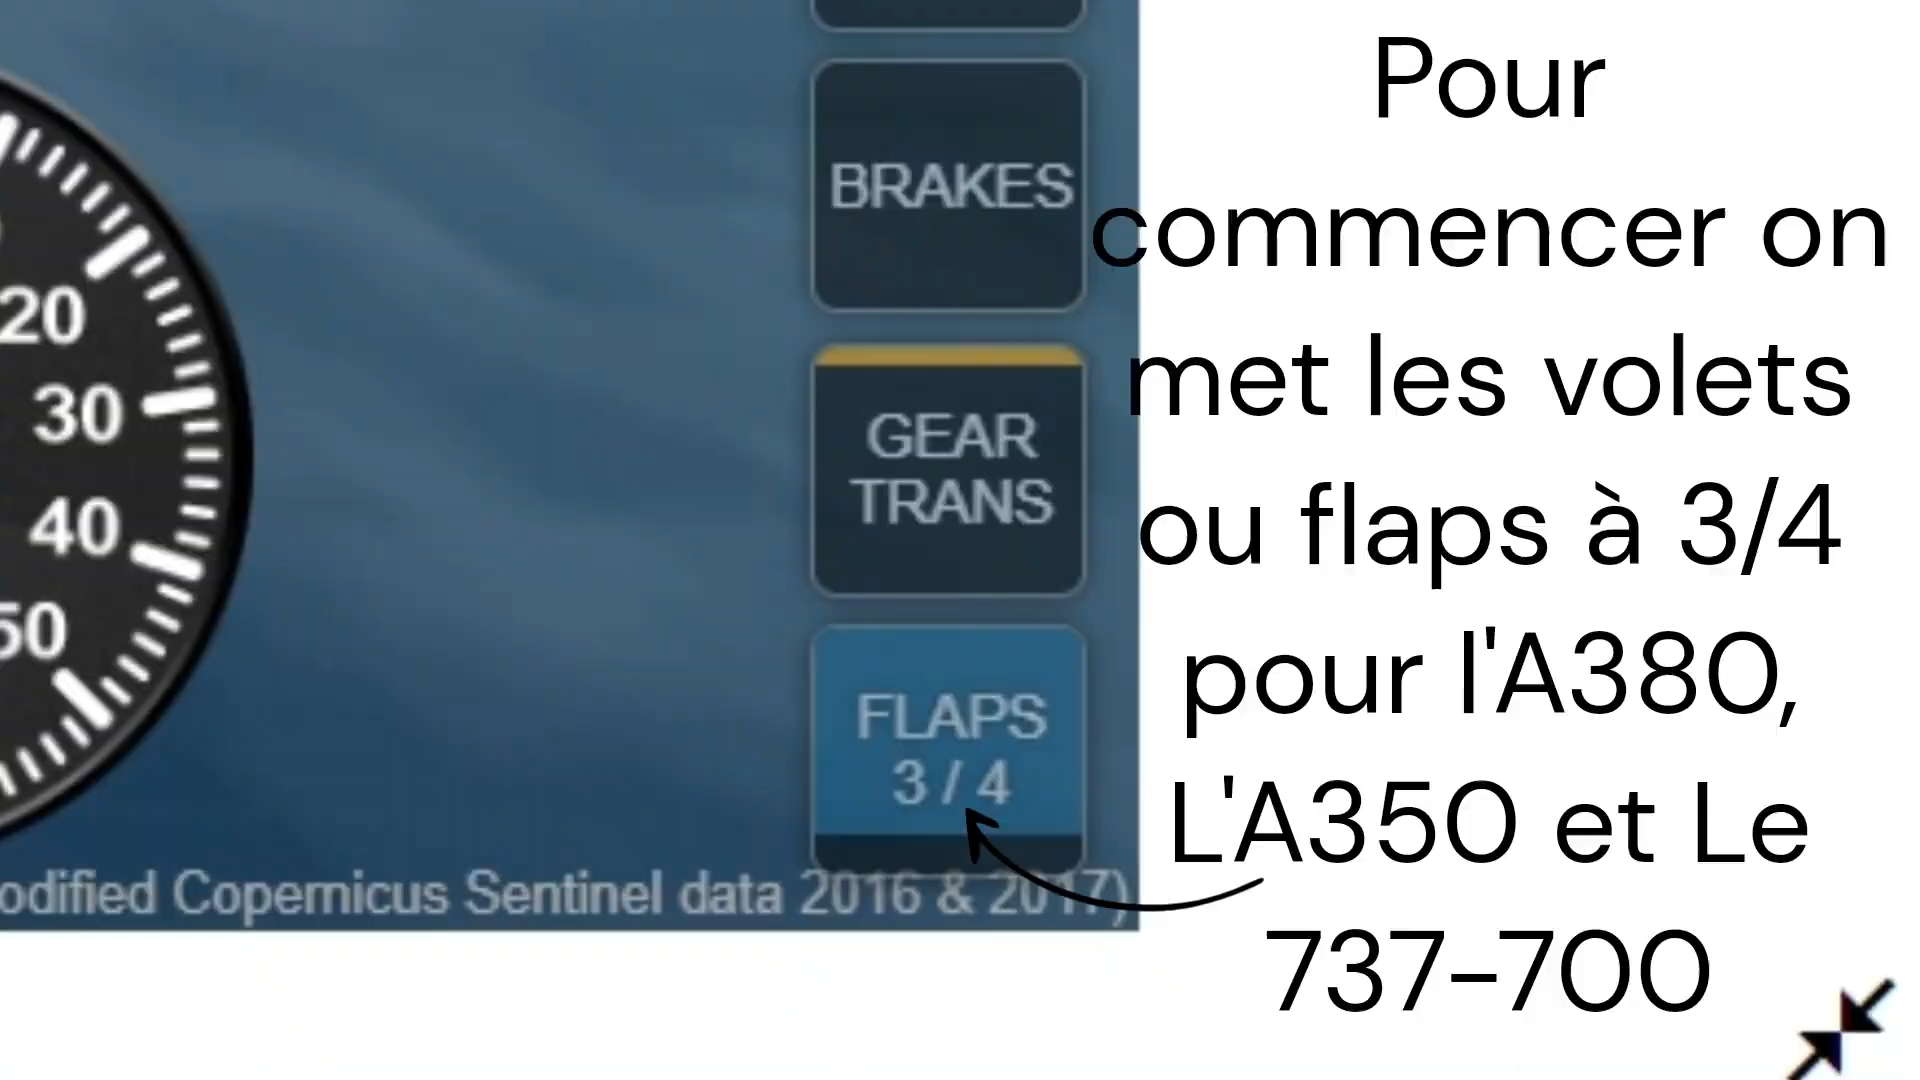 BRAKES
GEAR
TRANS
FLAPS
3 / 4
20
30
40
50
odified Copernicus Sentinel data 2016 & 2017)
Pour
commencer on
met les volets
ou flaps à 3/4
pour l'A380,
L'A350 et Le
737-700